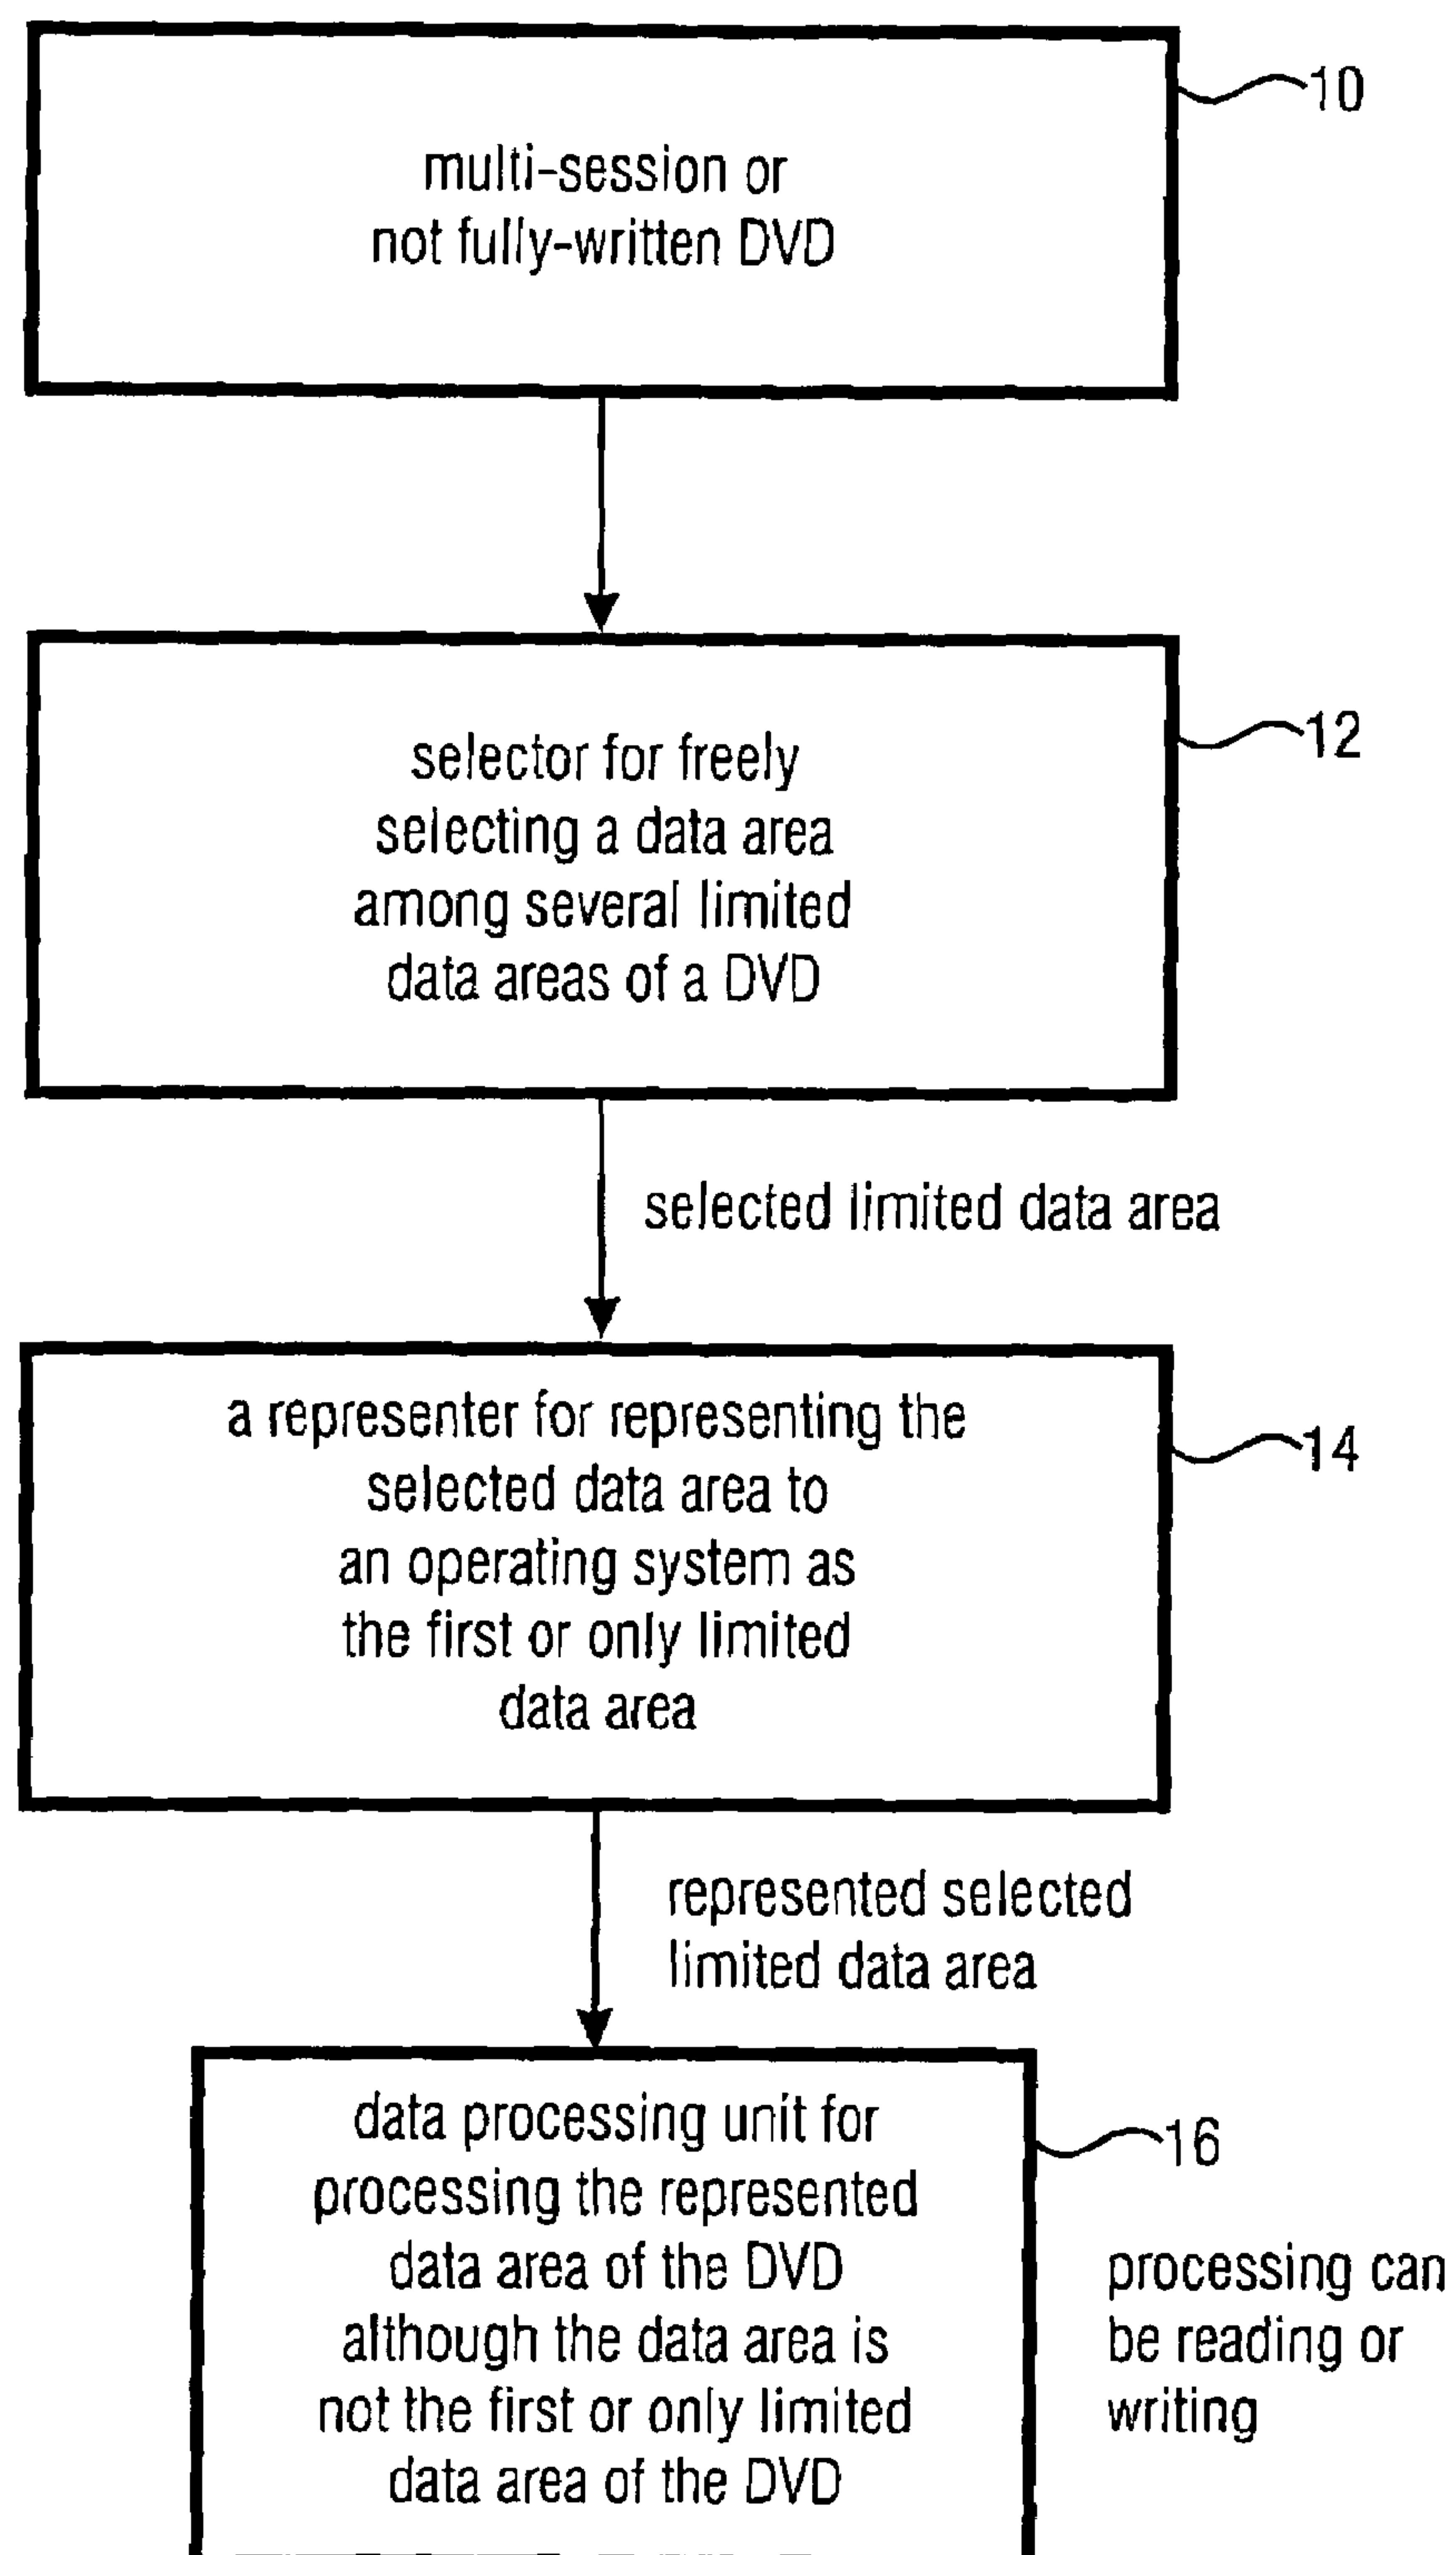 10
multi-session or
not fully-written DVD
12
selector for freely
selecting a data area
among several limited
data areas of a DVD
selected limited data area
a representer for representing the
14
selected data area to
an operating system as
the first or only limited
data area
represented selected
limited data area
data processing unit for
16
processing the represented
data area of the DVD
although the data area is
not the first or only limited
data area of the DVD
processing can
be reading or
writing